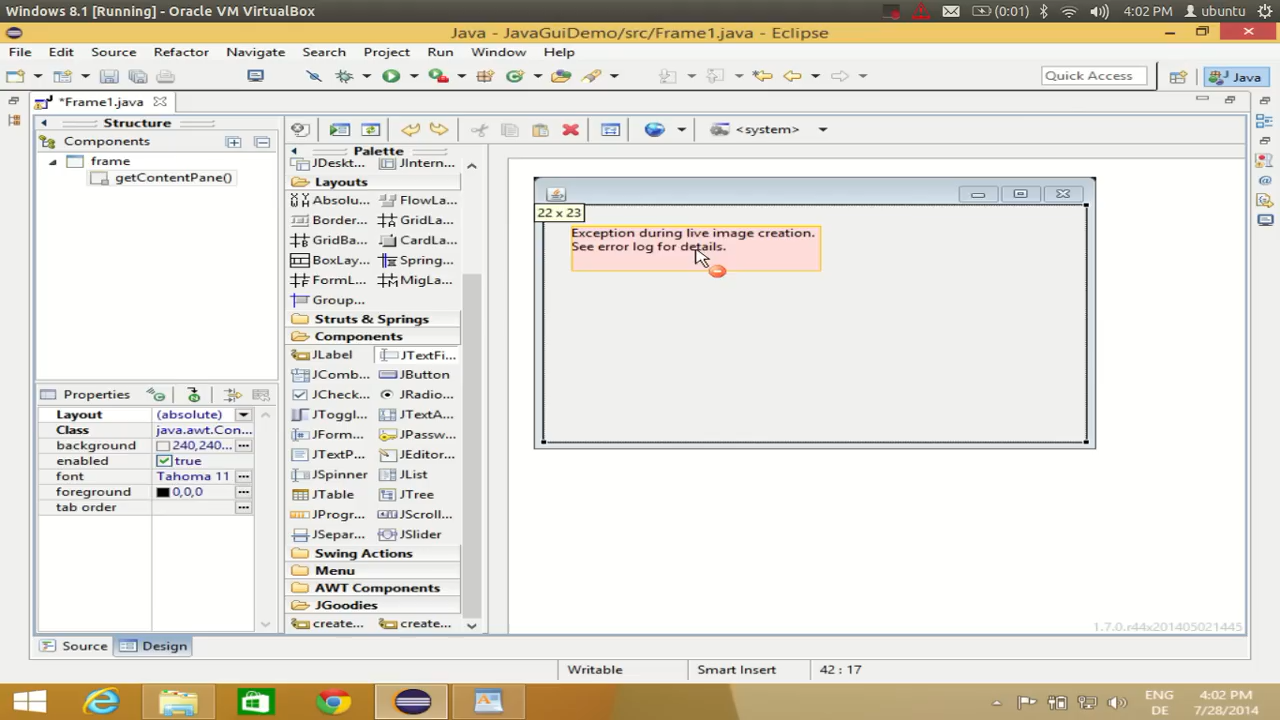 Windows 8.1 [Running] - Oracle VM VirtualBox
(0:01)
4:02 PM
ubuntu
Java - JavaGuiDemo/src/Frame1.java - Eclipse
File Edit Source Refactor Navigate Search Project Run Window Help
Quick Access
Java
*Frame1.java
Structure
Components
frame
getContentPane()
Properties
Layout (absolute)
Class java.awt.Con...
background 240,240...
enabled true
font Tahoma 11
foreground 0,0,0
tab order
Palette
<system>
JDeskt... JIntern...
Layouts
Absolu... FlowLa...
Border... GridLa...
GridBa... CardLa...
BoxLay... Spring...
FormL... MigLa...
Group...
Struts & Springs
Components
JLabel JTextFi...
JComb... JButton
JCheck... JRadio...
JToggl... JTextA...
JForm... JPassw...
JTextP... JEditor...
JSpinner JList
JTable JTree
JProgr... JScroll...
JSepar... JSlider
Swing Actions
Menu
AWT Components
JGoodies
create... create...
22 x 23
Exception during live image creation.
See error log for details.
1.7.0.r44x201405021445
Source Design
Writable Smart Insert 42 : 17
ENG 4:02 PM
DE 7/28/2014